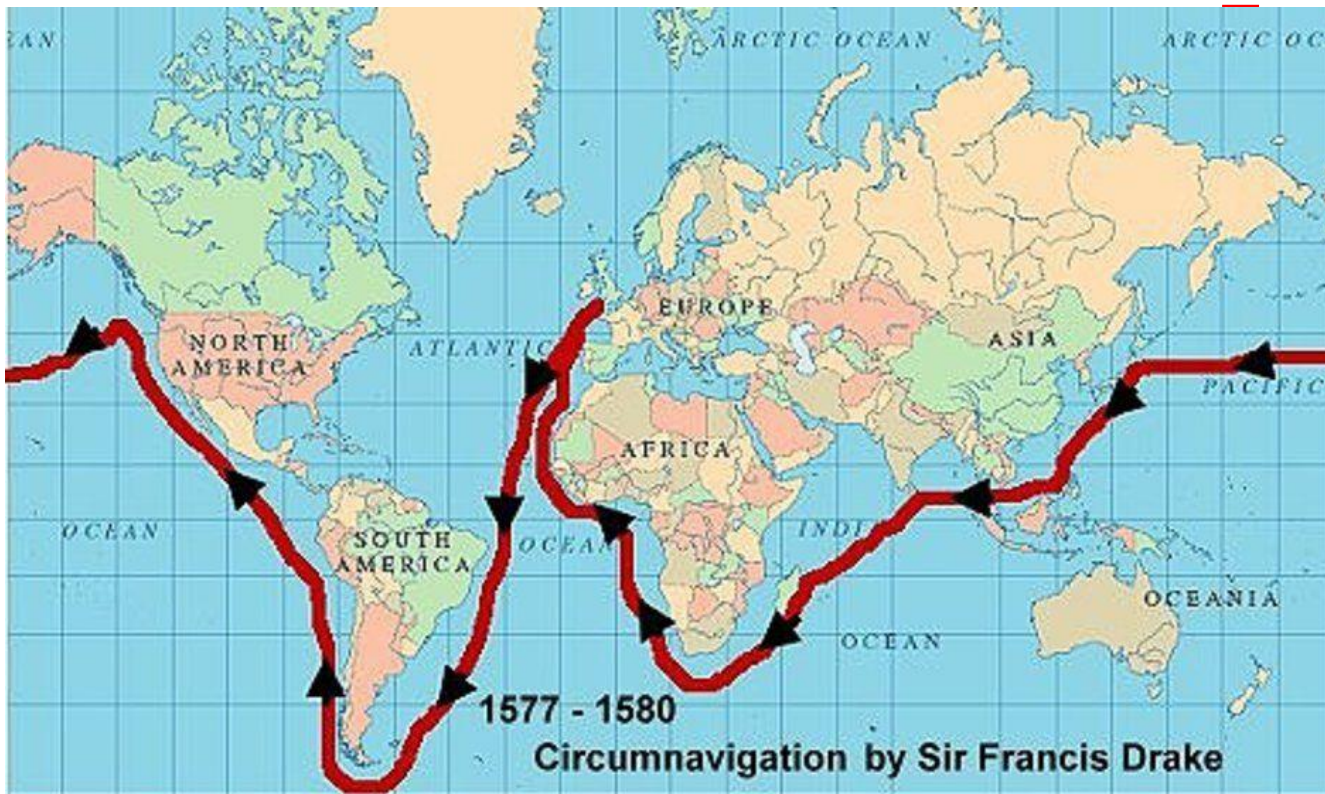 EAN
ARCTIC OCEAN
ARCTIC OC
EUROPE
NORTH
AMERICA
ATLANTIC
ASIA
PACIFIC
AFRICA
OCEAN
SOUTH
AMERICA
OCEAN
INDI
OCEANIA
OCEAN
1577 - 1580
Circumnavigation by Sir Francis Drake